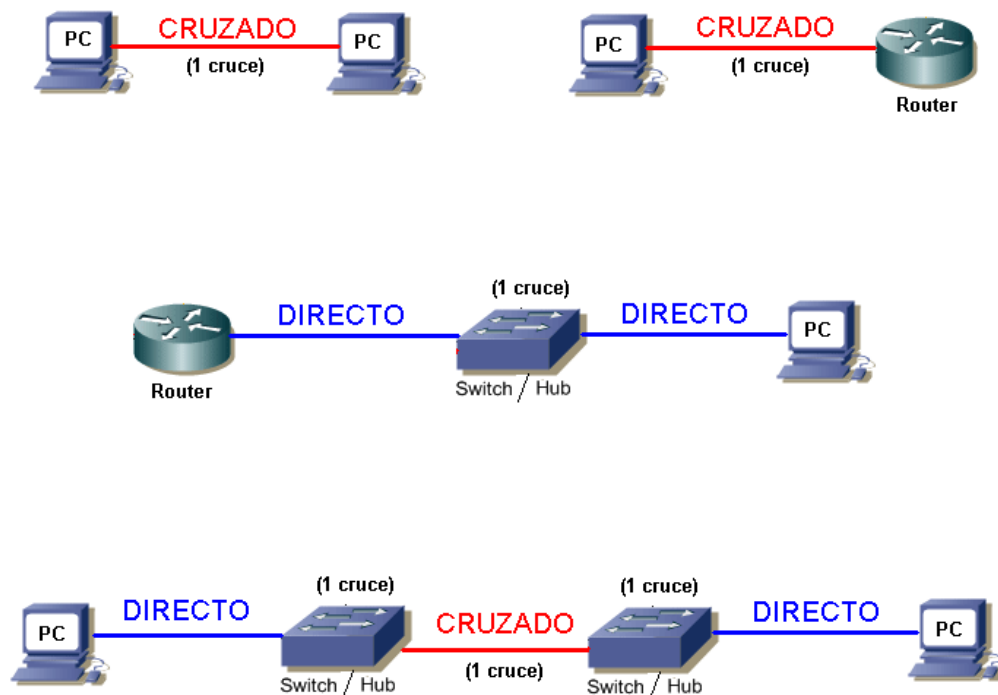 PC
CRUZADO
(1 cruce)
PC
PC
CRUZADO
(1 cruce)
Router
Router
DIRECTO
(1 cruce)
Switch / Hub
DIRECTO
PC
PC
DIRECTO
(1 cruce)
Switch / Hub
CRUZADO
(1 cruce)
(1 cruce)
Switch / Hub
DIRECTO
PC